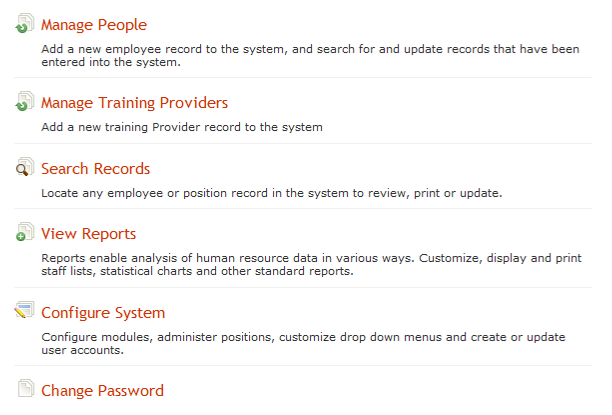 Manage People
Add a new employee record to the system, and search for and update records that have been
entered into the system.
Manage Training Providers
Add a new training Provider record to the system
Search Records
Locate any employee or position record in the system to review, print or update.
View Reports
Reports enable analysis of human resource data in various ways. Customize, display and print
staff lists, statistical charts and other standard reports.
Configure System
Configure modules, administer positions, customize drop down menus and create or update
user accounts.
Change Password